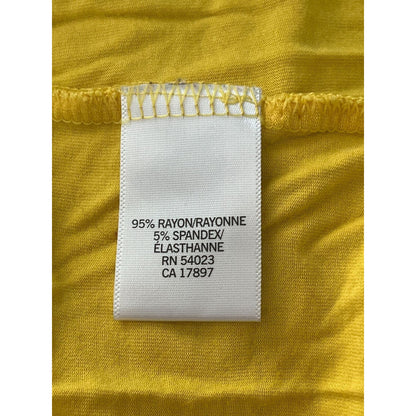 95% RAYON/RAYONNE
5% SPANDEX/
ÉLASTHANNE
RN 54023
CA 17897